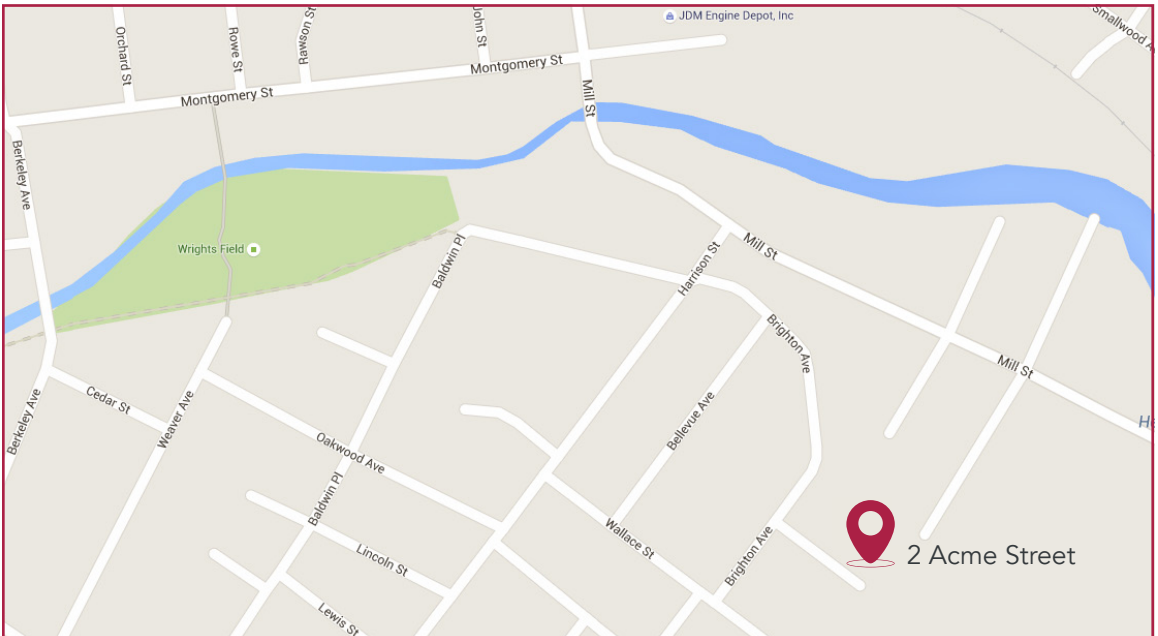 JDM Engine Depot, Inc
Smallwood A
Orchard St
Rowe St
Rawson St
John St
Montgomery St
Montgomery St
Mill St
Berkeley Ave
Wrights Field
Baldwin Pl
Harrison St
Mill St
Brighton Ave
Mill St
Cedar St
Berkeley Ave
Weaver Ave
Oakwood Ave
Bellevue Ave
He
Baldwin Pl
Wallace St
Lincoln St
Brighton Ave
2 Acme Street
Lewis St